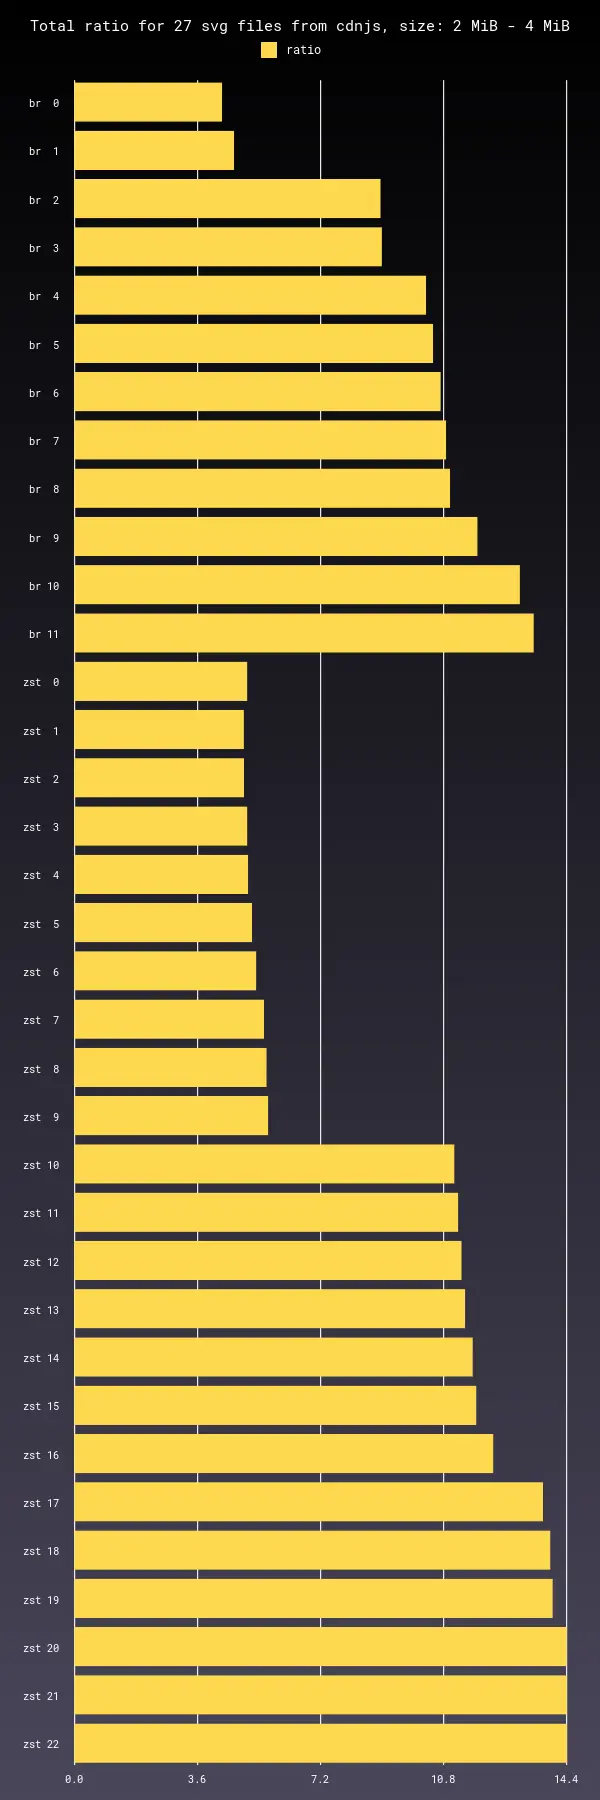 Total ratio for 27 svg files from cdnjs, size: 2 MiB - 4 MiB
ratio
br 0
br 1
br 2
br 3
br 4
br 5
br 6
br 7
br 8
br 9
br 10
br 11
zst 0
zst 1
zst 2
zst 3
zst 4
zst 5
zst 6
zst 7
zst 8
zst 9
zst 10
zst 11
zst 12
zst 13
zst 14
zst 15
zst 16
zst 17
zst 18
zst 19
zst 20
zst 21
zst 22
0.0 3.6 7.2 10.8 14.4